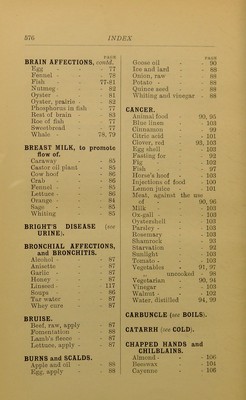 376 INDEX
PAGE
BRAIN AFFECTIONS, contd.
Egg - - - 77
Fennel - - - 78
Fish - - - 77-81
Nutmeg - - - 82
Oyster - - - 81
Oyster, prairie - - 82
Phosphorus in fish - 77
Rest of brain - - 83
Roe of fish - - 77
Sweetbread - - 77
Whale - - - 78, 79
BREAST MILK, to promote
flow of.
Caraway - - 85
Castor oil plant - 85
Cow hoof - - 86
Crab - - - 86
Fennel - - - 85
Lettuce - - - 86
Orange - - - 84
Sage - - - 85
Whiting - - - 85
BRIGHT'S DISEASE (see
URINE).
BRONCHIAL AFFECTIONS,
and BRONCHITIS.
Alcohol - - - 87
Anisette - - - 87
Garlic - - - 87
Honey - - - 87
Linseed - - - 117
Soups - - - 86
Tar water - - 87
Whey cure - - 87
BRUISE.
Beef, raw, apply - 87
Fomentation - - 88
Lamb's fleece - - 87
Lettuce, apply - - 87
BURNS and SCALDS.
Apple and oil - - 88
Egg, apply - - 88
PAGE
Goose oil - - 90
Ice and lard - - 88
Onion, raw - - 88
Potato - - - 88
Quince seed - - 88
Whiting and vinegar - 88
CANCER.
Animal food - 90, 95
Blue linen - - 103
Cinnamon - - 99
Citric acid - - 101
Clover, red - 93, 103
Egg shell - - 103
Fasting for - - 92
Fig - - - 102
Fish - - - 97
Horse's hoof - - 103
Injections of food - 100
Lemon juice - - 101
Meat, against the use
of - - 90, 96
Milk - - - 103
Ox-gall - - - 103
Oystershell - - 103
Parsley - - - 103
Rosemary - - 103
Shamrock - - 93
Starvation - - 92
Sunlight - - 103
Tomato - - - 103
Vegetables - 91, 97
„ uncooked - 98
Vegetarian - 90, 94
Vinegar - - - 103
Walnut - - - 102
Water, distilled - 94, 99
CARBUNCLE (see BOILS).
CATARRH (see COLD).
CHAPPED HANDS and
CHILBLAINS.
Almond - - - 106
Beeswax - - - 104
Cayenne - - - 106